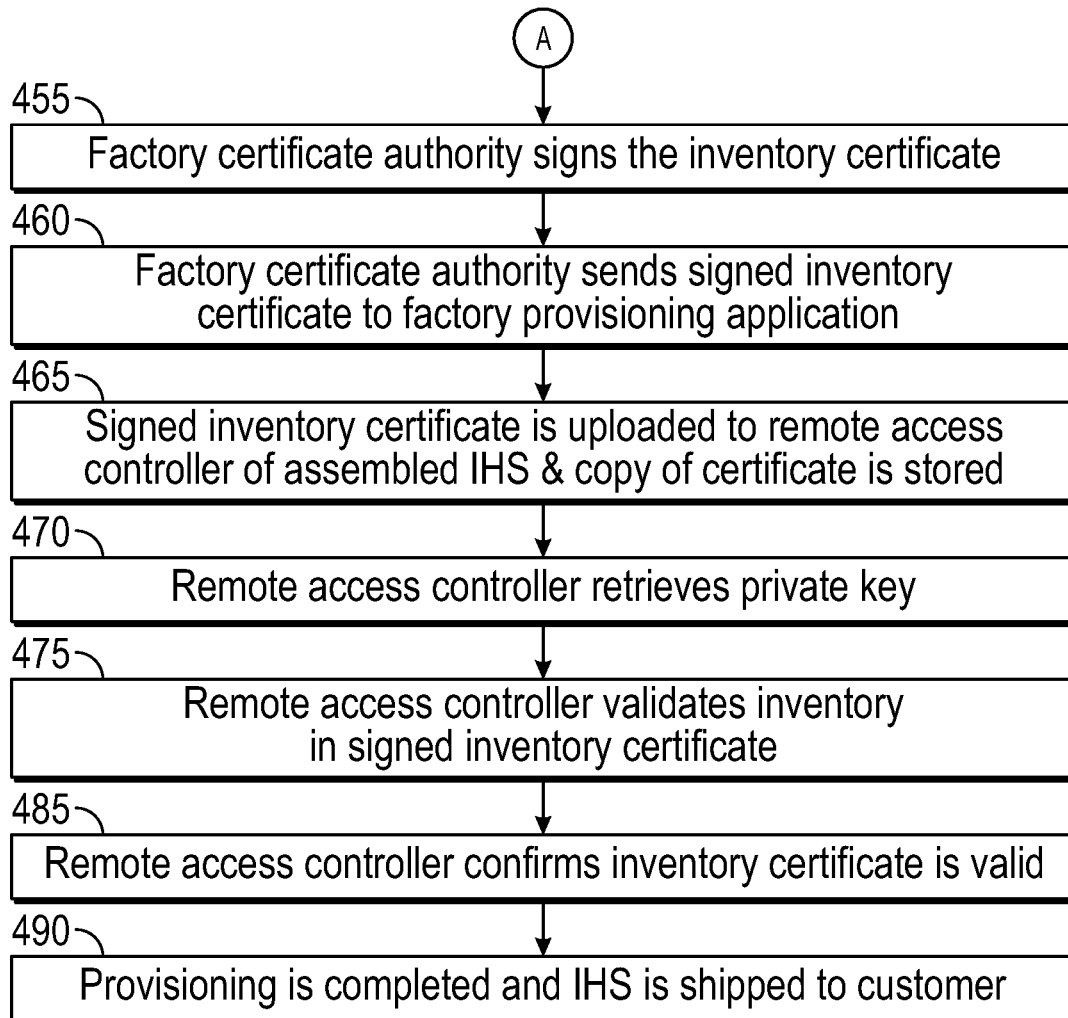 A
455
Factory certificate authority signs the inventory certificate
460
Factory certificate authority sends signed inventory
certificate to factory provisioning application
465
Signed inventory certificate is uploaded to remote access
controller of assembled IHS & copy of certificate is stored
470
Remote access controller retrieves private key
475
Remote access controller validates inventory
in signed inventory certificate
485
Remote access controller confirms inventory certificate is valid
490
Provisioning is completed and IHS is shipped to customer